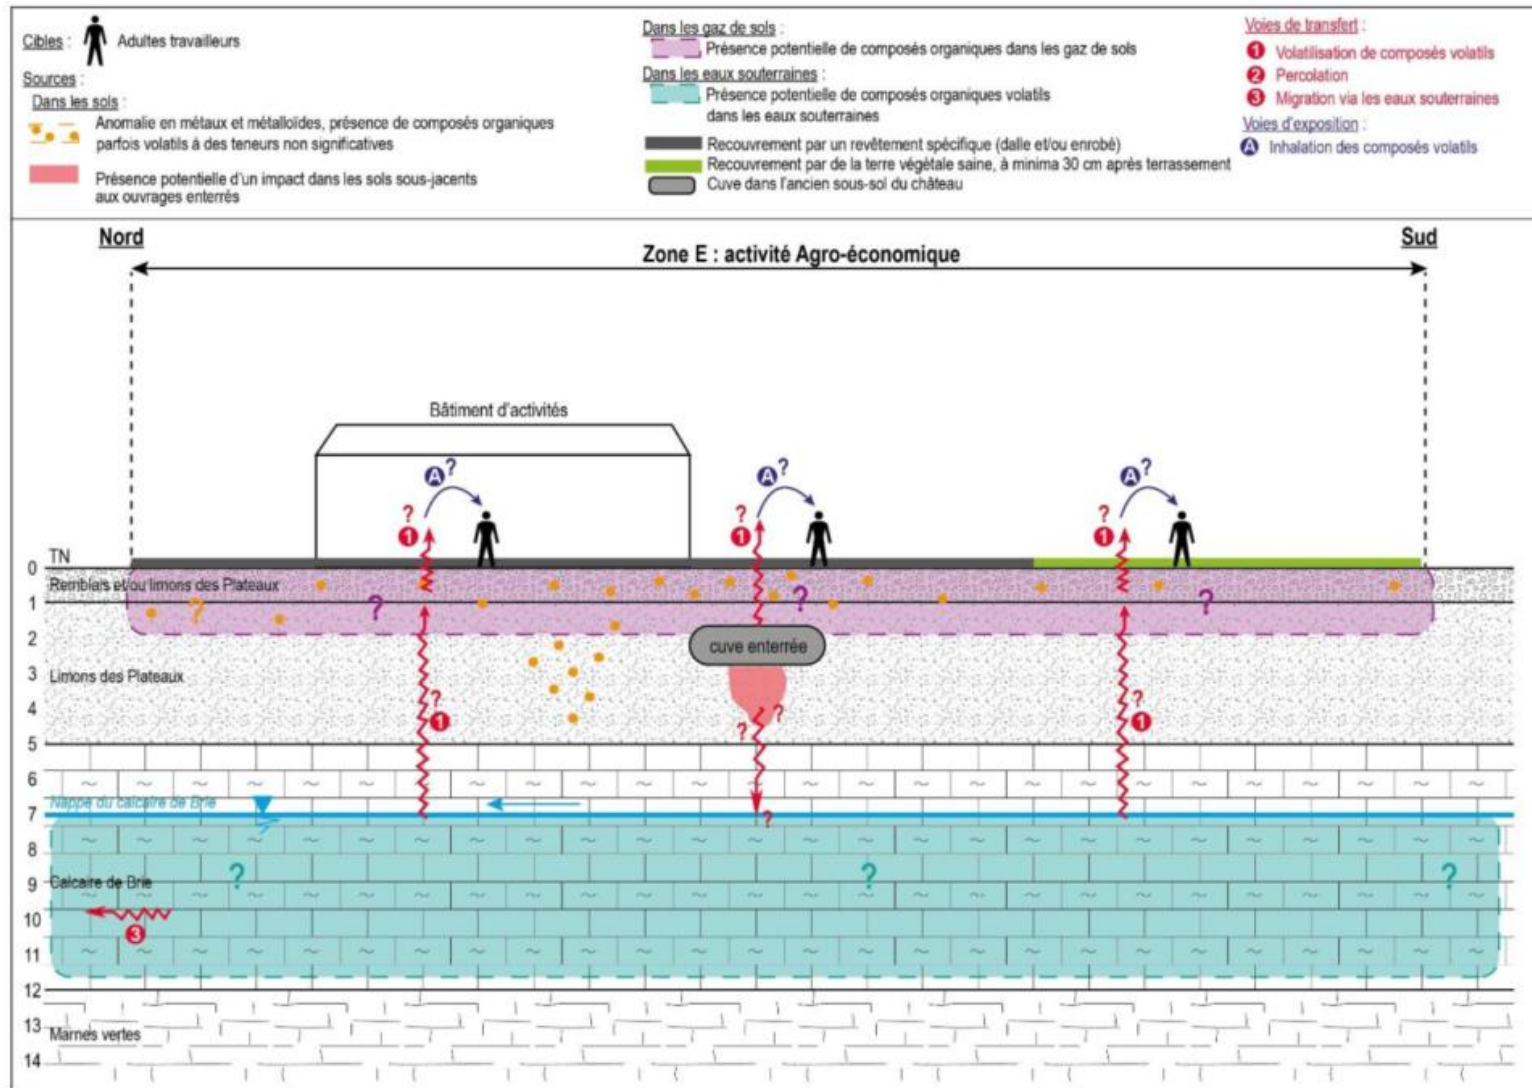 Cibles :
Adultes travailleurs
Sources :
Dans les sols :
Anomalie en métaux et métalloïdes, présence de composés organiques
parfois volatils à des teneurs non significatives
Présence potentielle d'un impact dans les sols sous-jacents
aux ouvrages enterrés
Dans les gaz de sols :
Présence potentielle de composés organiques dans les gaz de sols
Dans les eaux souterraines :
Présence potentielle de composés organiques volatils
dans les eaux souterraines
Recouvrement par un revêtement spécifique (dalle et/ou enrobé)
Recouvrement par de la terre végétale saine, à minima 30 cm après terrassement
Cuve dans l'ancien sous-sol du château
Voies de transfert :
1 Volatilisation de composés volatils
2 Percolation
3 Migration via les eaux souterraines
Voies d'exposition :
A Inhalation des composés volatils
Nord
Sud
Zone E : activité Agro-économique
Bâtiment d'activités
A ?
A ?
A ?
? 1
? 1
? 1
TN
0
Remblais et/ou limons des Plateaux
1
? ? ? ?
2
cuve enterrée
3
Limons des Plateaux
4
? 1
? ?
? 1
5
6
Nappe du calcaire de Brie
7
?
8
? ? ?
9
Calcaire de Brie
10
3
11
12
13
Marnes vertes
14